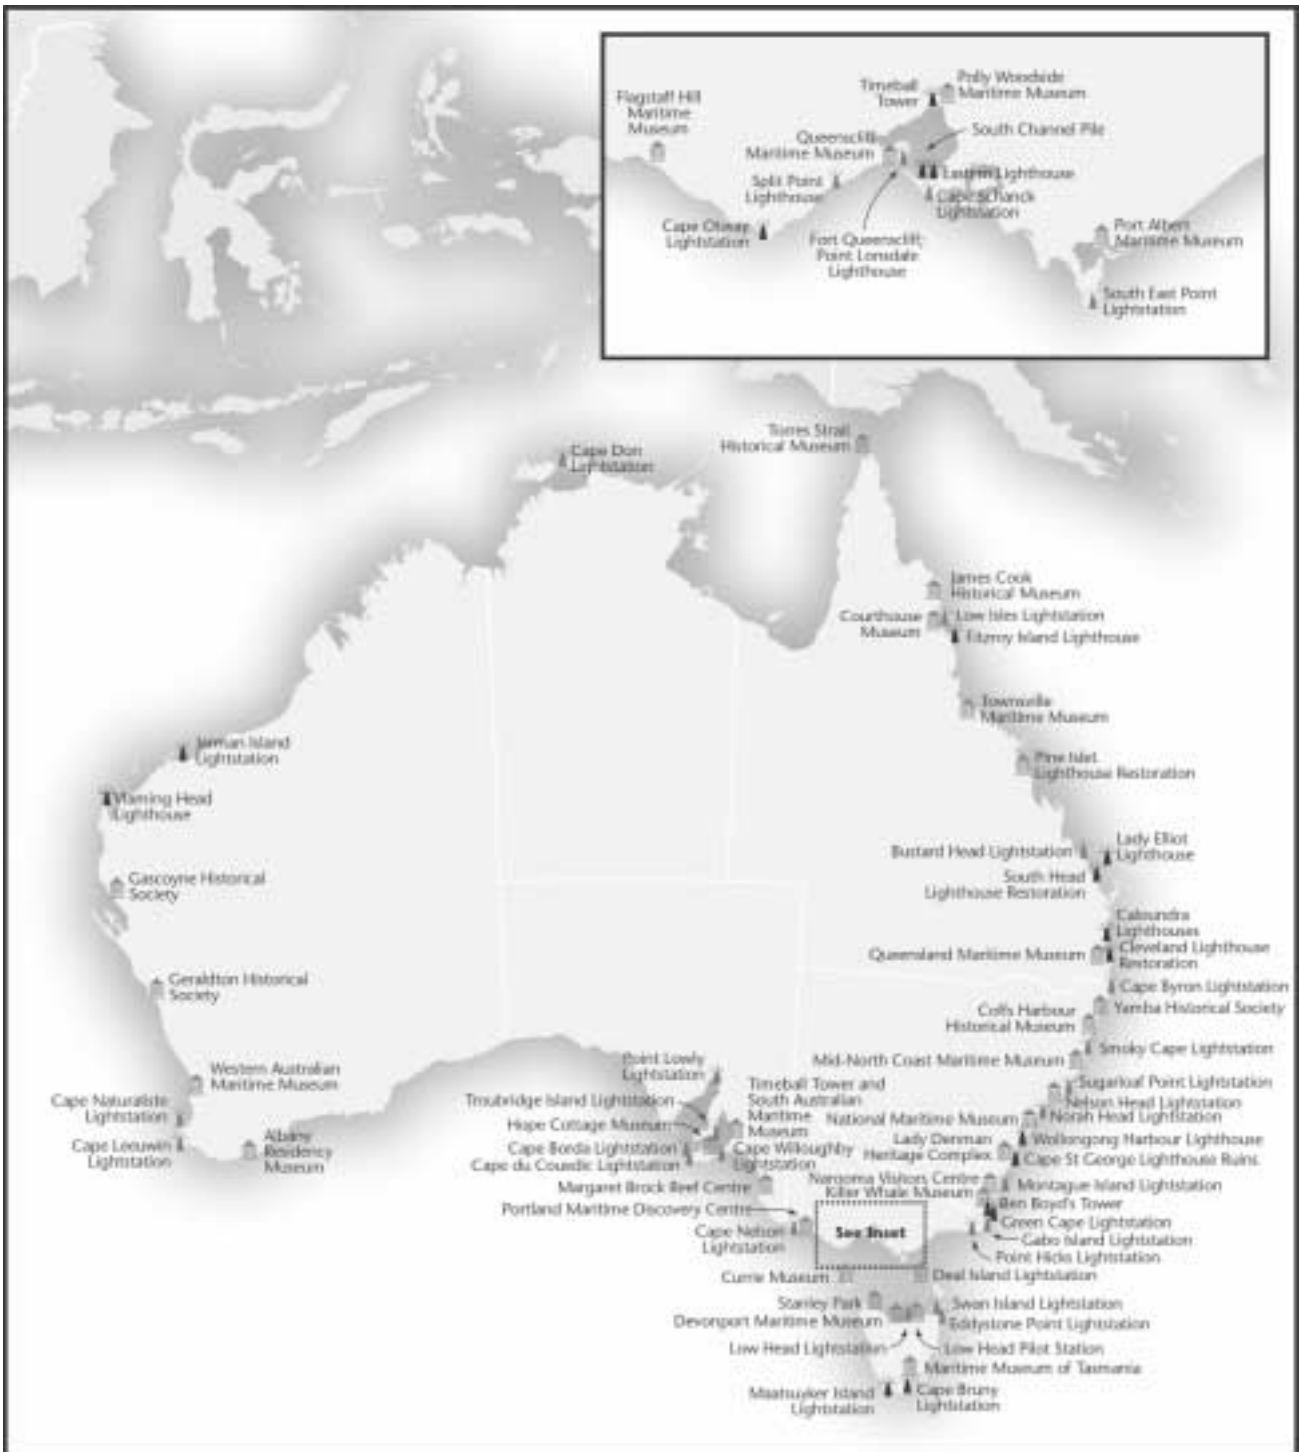 Flagstaff Hill
Maritime
Museum
Timeball
Tower
Polly Woodside
Maritime Museum
South Channel Pile
Queenscliff
Maritime Museum
Eastern Lighthouse
Split Point
Lighthouse
Cape Schanck
Lightstation
Cape Otway
Lightstation
Fort Queenscliff;
Point Lonsdale
Lighthouse
Port Albert
Maritime Museum
South East Point
Lightstation
Torres Strait
Historical Museum
Cape Don
Lightstation
James Cook
Historical Museum
Courthouse
Museum
Low Isles Lightstation
Fitzroy Island Lighthouse
Townsville
Maritime Museum
Jarman Island
Lightstation
Pine Islet
Lighthouse Restoration
Vlaming Head
Lighthouse
Bustard Head Lightstation
Lady Elliot
Lighthouse
South Head
Lighthouse Restoration
Gascoyne Historical
Society
Caloundra
Lighthouses
Queensland Maritime Museum
Cleveland Lighthouse
Restoration
Geraldton Historical
Society
Cape Byron Lightstation
Yamba Historical Society
Coffs Harbour
Historical Museum
Smoky Cape Lightstation
Mid-North Coast Maritime Museum
Point Lowly
Lightstation
Western Australian
Maritime Museum
Timeball Tower and
South Australian
Maritime
Museum
Sugarloaf Point Lightstation
Nelson Head Lightstation
Cape Naturaliste
Lightstation
Troubridge Island Lightstation
National Maritime Museum
Norah Head Lightstation
Hope Cottage Museum
Wollongong Harbour Lighthouse
Cape Leeuwin
Lightstation
Albany
Residency
Museum
Cape Borda Lightstation
Cape du Couedic Lightstation
Cape Willoughby
Lightstation
Lady Denman
Heritage Complex
Cape St George Lighthouse Ruins
Margaret Brock Reef Centre
Narooma Visitors Centre
Killer Whale Museum
Montague Island Lightstation
Portland Maritime Discovery Centre
Ben Boyd's Tower
Cape Nelson
Lightstation
See Inset
Green Cape Lightstation
Gabo Island Lightstation
Point Hicks Lightstation
Currie Museum
Deal Island Lightstation
Stanley Park
Swan Island Lightstation
Devonport Maritime Museum
Eddystone Point Lightstation
Low Head Lightstation
Low Head Pilot Station
Maritime Museum of Tasmania
Maatsuyker Island
Lightstation
Cape Bruny
Lightstation